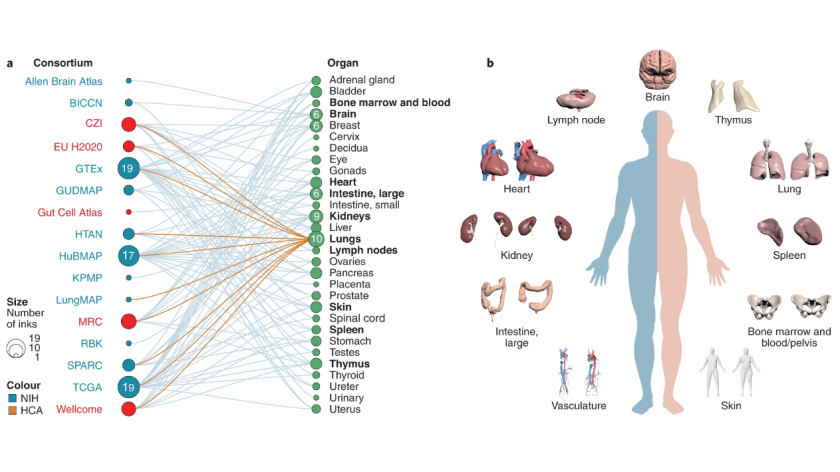 a
Consortium
Allen Brain Atlas
BICCN
CZI
EU H2020
GTEx
19
GUDMAP
Gut Cell Atlas
HTAN
HuBMAP
17
KPMP
LungMAP
MRC
RBK
SPARC
TCGA
19
Wellcome
Size
Number
of inks
19
10
1
Colour
NIH
HCA
Organ
Adrenal gland
Bladder
Bone marrow and blood
6 Brain
6 Breast
Cervix
Decidua
Eye
Gonads
Heart
6 Intestine, large
Intestine, small
9 Kidneys
Liver
10 Lungs
Lymph nodes
Ovaries
Pancreas
Placenta
Prostate
Skin
Spinal cord
Spleen
Stomach
Testes
Thymus
Thyroid
Ureter
Urinary
Uterus
b
Brain
Lymph node
Thymus
Heart
Lung
Kidney
Spleen
Intestine,
large
Bone marrow and
blood/pelvis
Vasculature
Skin